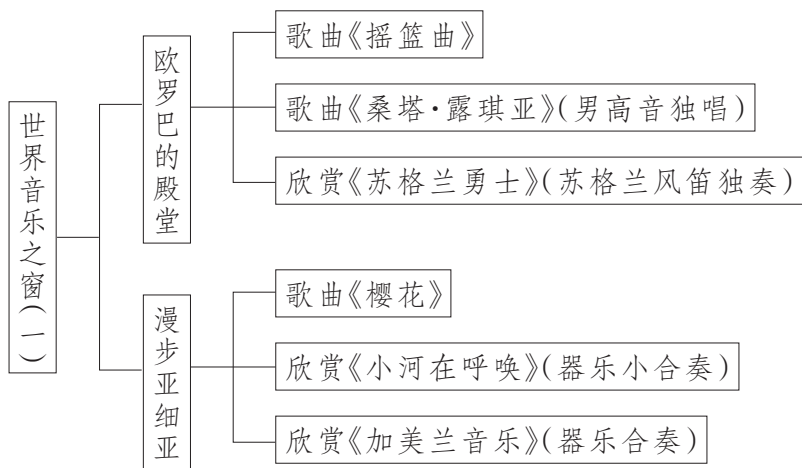 世界音乐之窗(一)
欧罗巴的殿堂
歌曲《摇篮曲》
歌曲《桑塔·露琪亚》(男高音独唱)
欣赏《苏格兰勇士》(苏格兰风笛独奏)
漫步亚细亚
歌曲《樱花》
欣赏《小河在呼唤》(器乐小合奏)
欣赏《加美兰音乐》(器乐合奏)